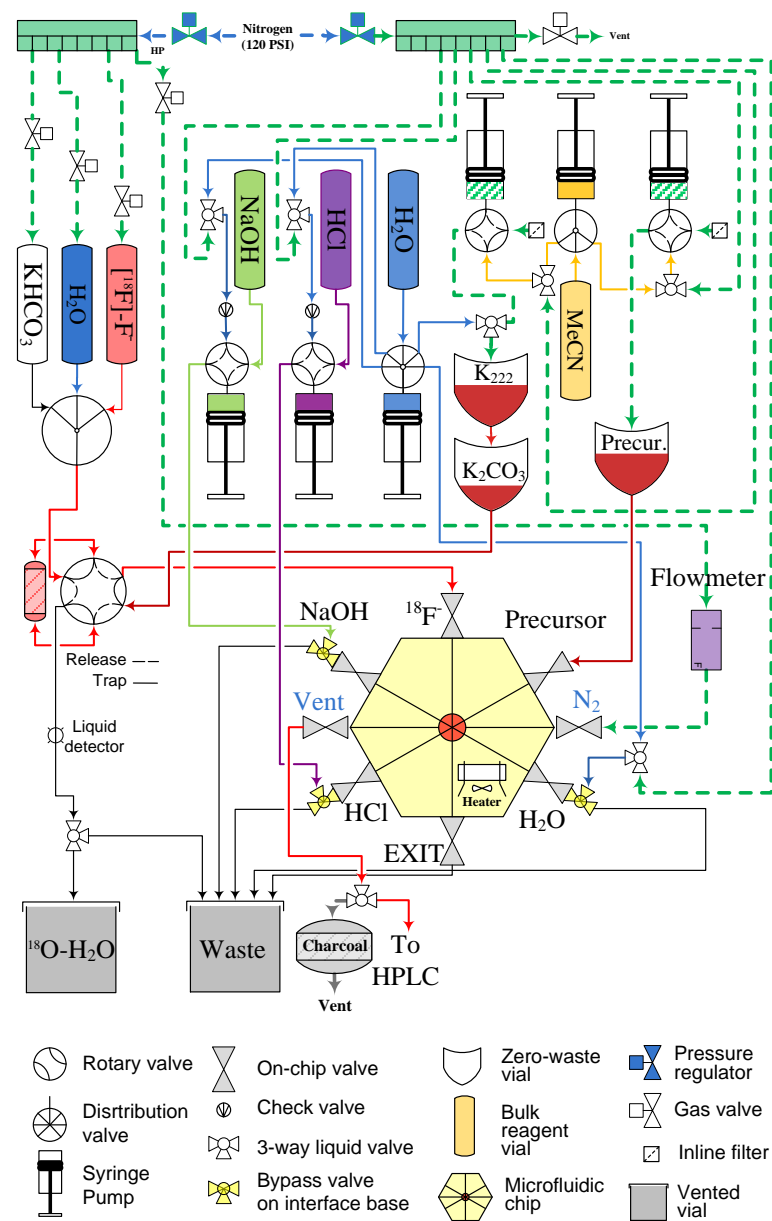 Nitrogen
(120 PSI)
HP
Vent
KHCO3
H2O
[18F]-F-
NaOH
HCl
H2O
MeCN
K222
K2CO3
Precur.
Flowmeter
F
NaOH
18F-
Precursor
Release
Trap
Vent
N2
Liquid
detector
Heater
HCl
H2O
EXIT
18O-H2O
Waste
Charcoal
To
HPLC
Vent
Rotary valve
On-chip valve
Zero-waste
vial
Pressure
regulator
Disrtribution
valve
Check valve
Bulk
reagent
vial
Gas valve
3-way liquid valve
Inline filter
Syringe
Pump
Bypass valve
on interface base
Microfluidic
chip
Vented
vial